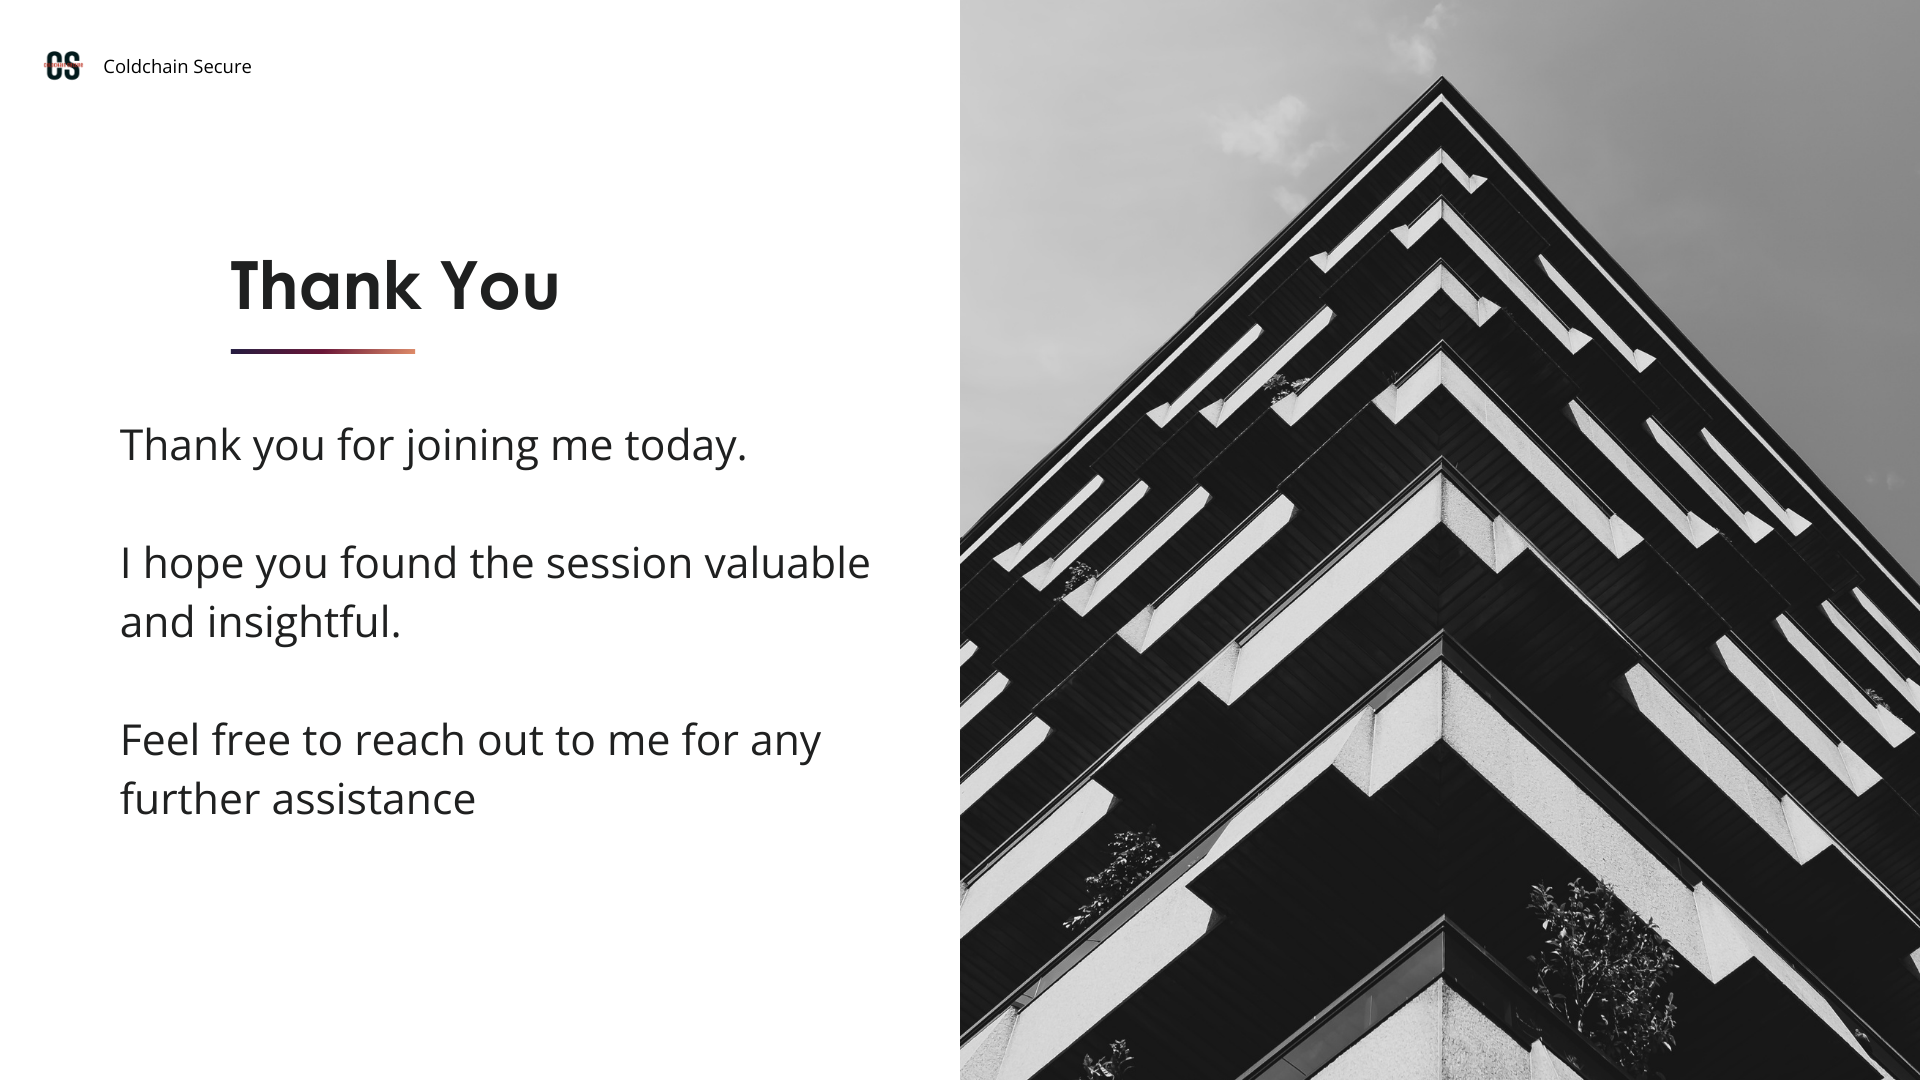 CS
Coldchain Secure
Thank You
Thank you for joining me today.
I hope you found the session valuable
and insightful.
Feel free to reach out to me for any
further assistance